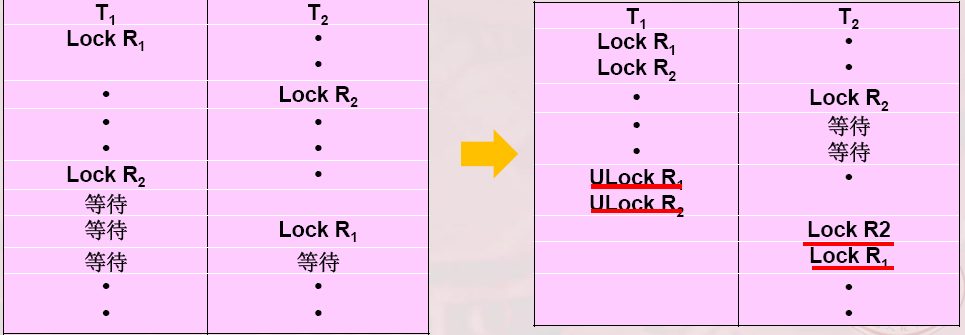 T₁ T₂
Lock R₁ •
•
• Lock R₂
• •
• •
Lock R₂ •
等待
等待 Lock R₁
等待 等待
• •
• •
T₁ T₂
Lock R₁ •
Lock R₂ •
• Lock R₂
• 等待
• 等待
ULock R₁ •
ULock R₂
Lock R2
Lock R₁
•
•